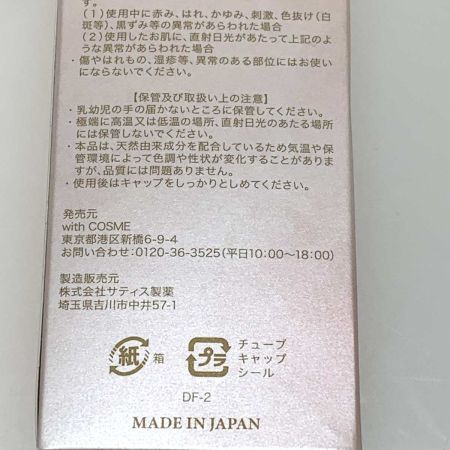 す。
(1)使用中に赤み、はれ、かゆみ、刺激、色抜け(白
斑等)、黒ずみ等の異常があらわれた場合
(2)使用したお肌に、直射日光があたって上記のよ
うな異常があらわれた場合
・傷やはれもの、湿疹等、異常のある部位にはお使い
にならないでください。
【保管及び取扱い上の注意】
・乳幼児の手の届かないところに保管してください。
・極端に高温又は低温の場所、直射日光のあたる場所
には保管しないでください。
・本品は、天然由来成分を配合しているため気温や保
管環境によって色調や性状が変化することがありま
すが、品質には問題ありません。
・使用後はキャップをしっかりとしめてください。
発売元
with COSME
東京都港区新橋6-9-4
お問い合わせ:0120-36-3525(平日10:00〜18:00)
製造販売元
株式会社サティス製薬
埼玉県吉川市中井57-1
紙 箱
プラ チューブ
キャップ
シール
DF-2
MADE IN JAPAN